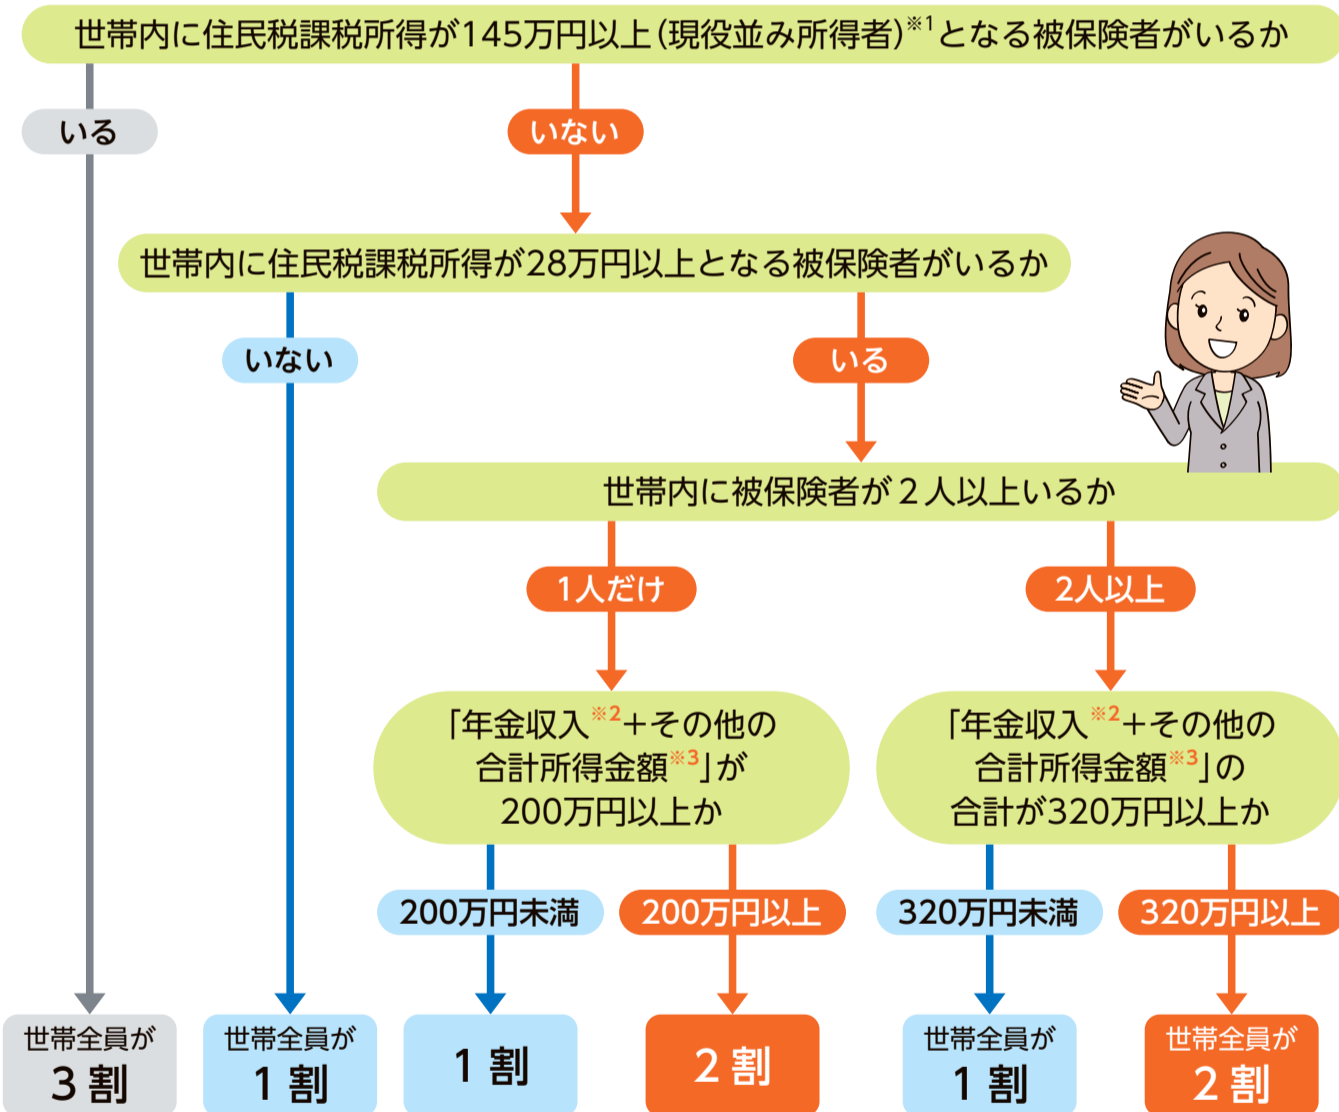 世帯内に住民税課税所得が145万円以上(現役並み所得者)※1となる被保険者がいるか
いる
いない
世帯内に住民税課税所得が28万円以上となる被保険者がいるか
いない
いる
世帯内に被保険者が2人以上いるか
1人だけ
2人以上
「年金収入※2+その他の
合計所得金額※3」が
200万円以上か
「年金収入※2+その他の
合計所得金額※3」の
合計が320万円以上か
200万円未満
200万円以上
320万円未満
320万円以上
世帯全員が
3割
世帯全員が
1割
1割
2割
世帯全員が
1割
世帯全員が
2割